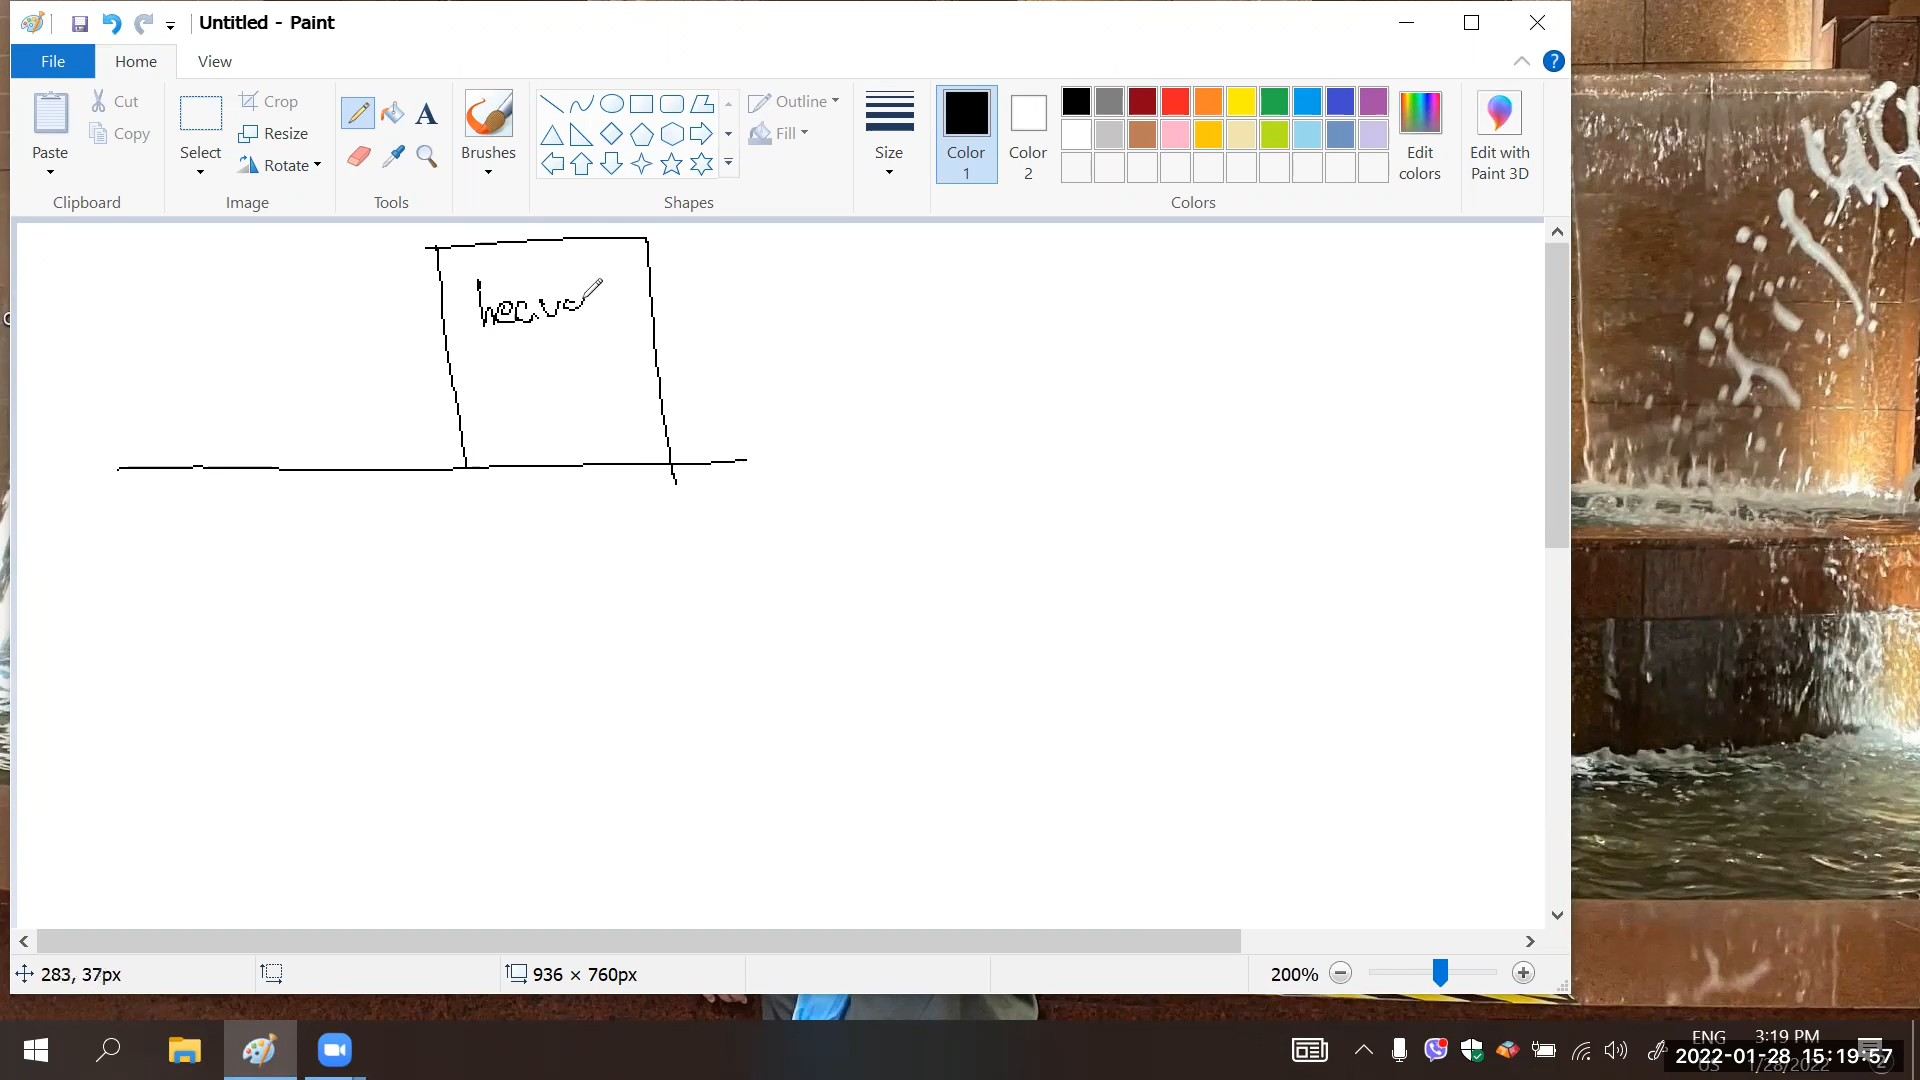 Untitled - Paint
File
Home
View
Paste
Cut
Copy
Clipboard
Select
Crop
Resize
Rotate
Image
A
Tools
Brushes
Shapes
Outline
Fill
Size
Color 1
Color 2
Edit colors
Colors
Edit with Paint 3D
?
283, 37px
936 × 760px
200%
ENG
3:19 PM
2022-01-28 15:19:57